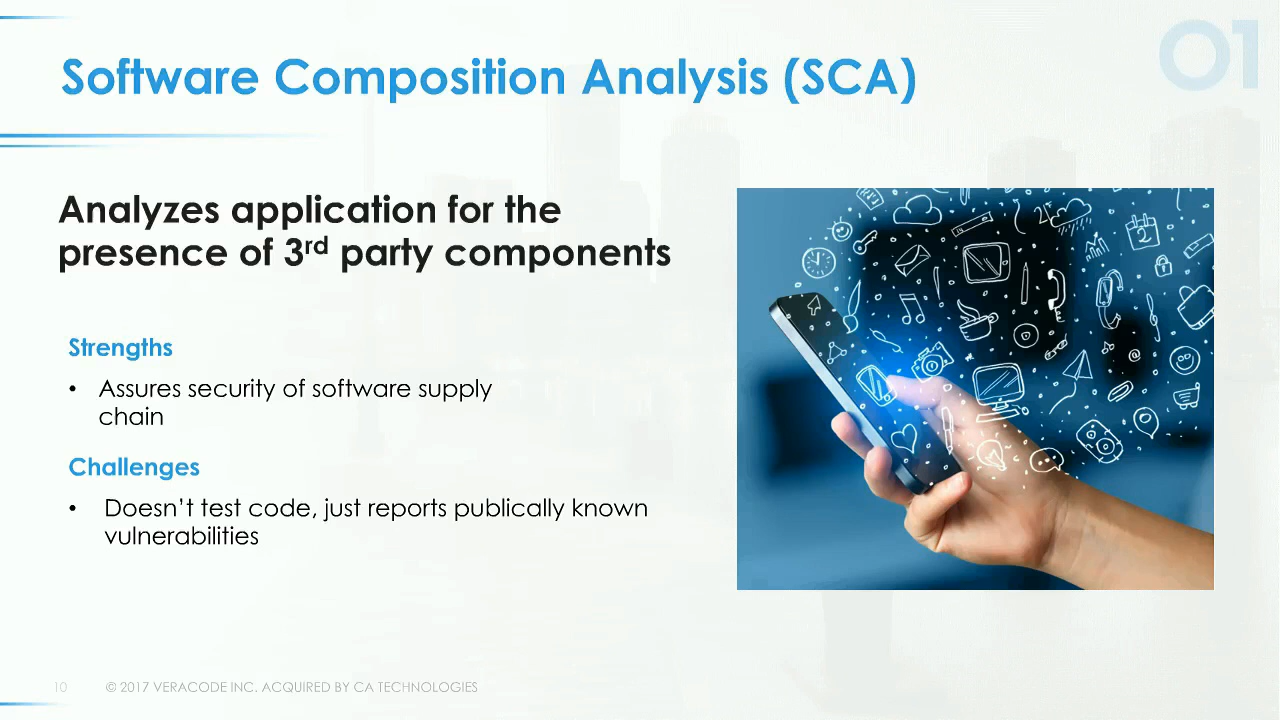 01
Software Composition Analysis (SCA)
Analyzes application for the
presence of 3rd party components
Strengths
• Assures security of software supply
chain
Challenges
• Doesn't test code, just reports publically known
vulnerabilities
10 © 2017 VERACODE INC. ACQUIRED BY CA TECHNOLOGIES